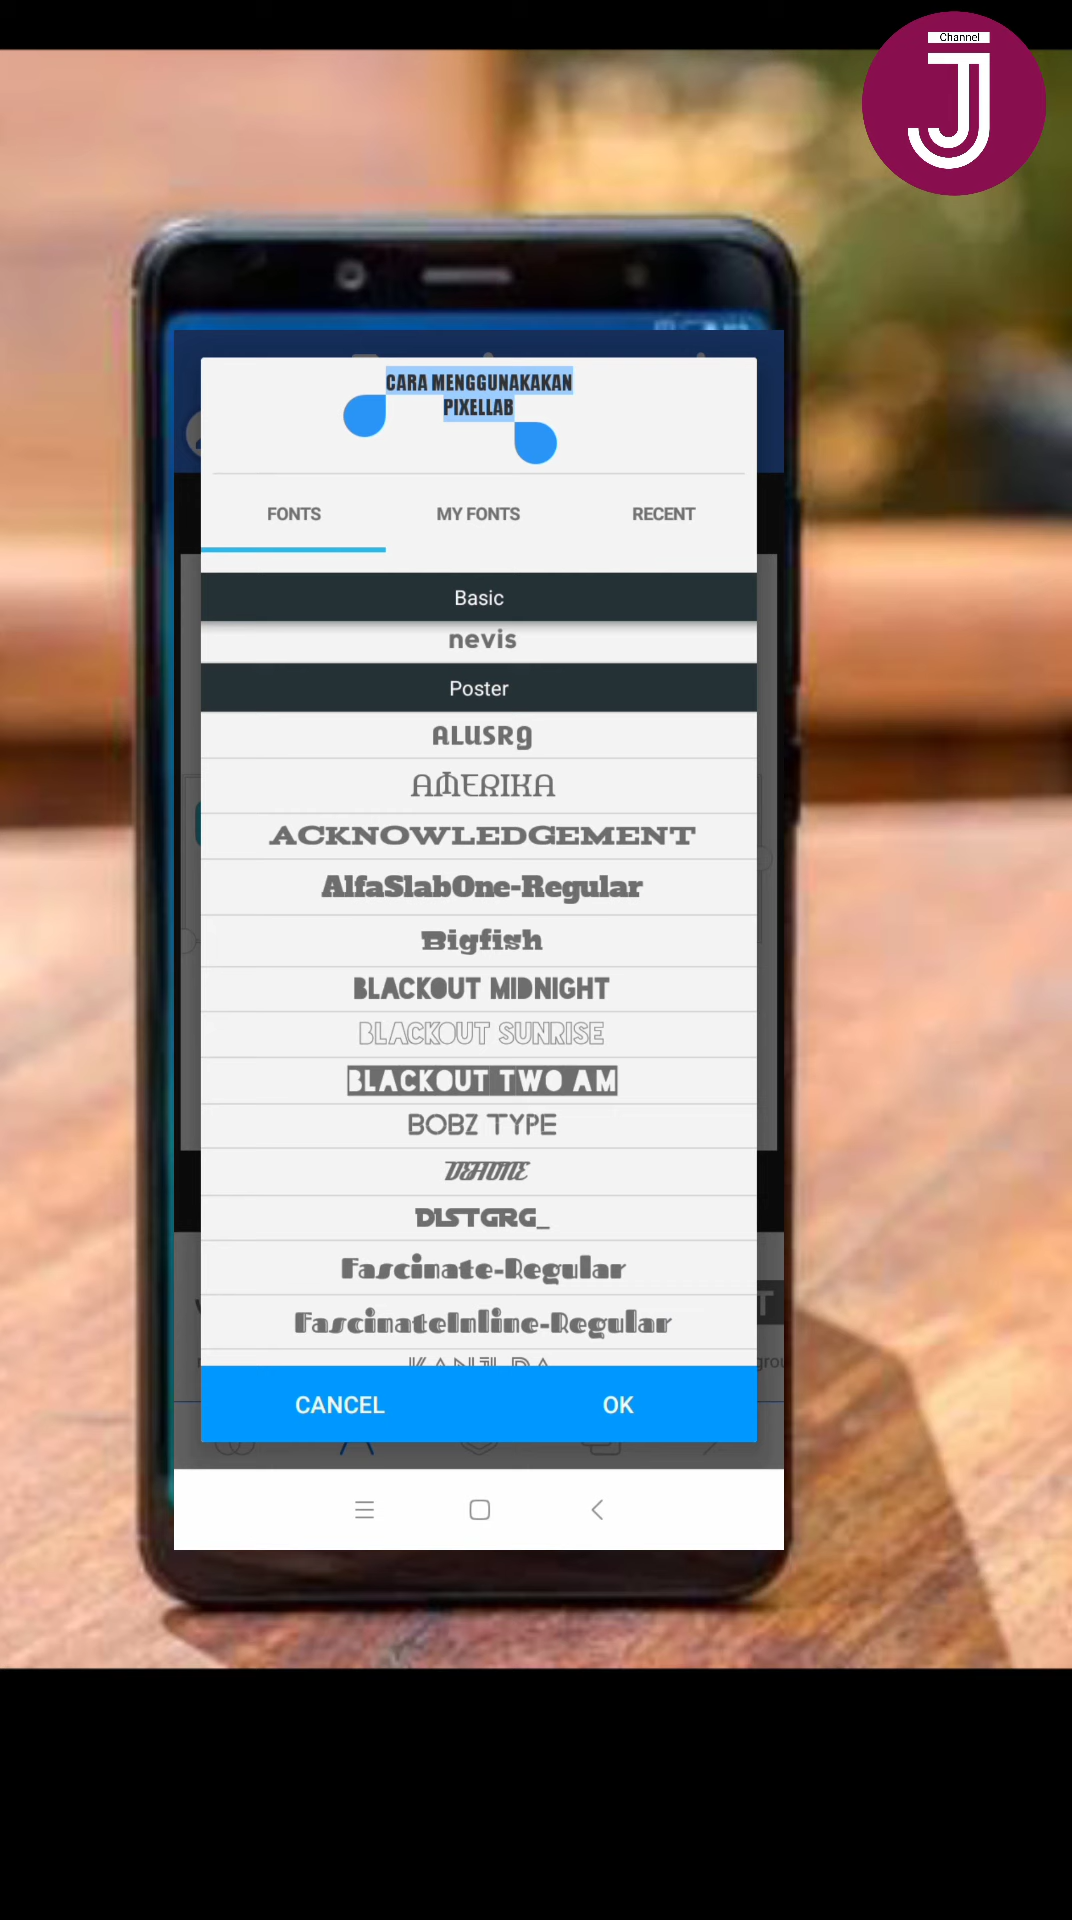 Channel
J
CARA MENGGUNAKAKAN
PIXELLAB
FONTS MY FONTS RECENT
Basic
nevis
Poster
ALUSRg
AMERIKA
ACKNOWLEDGEMENT
AlfaSlabOne-Regular
Bigfish
BLACKOUT MIDNIGHT
BLACKOUT SUNRISE
BLACKOUT TWO AM
BOBZ TYPE
DEHONE
DISTGRG_
Fascinate-Regular
FascinateInline-Regular
CANCEL OK